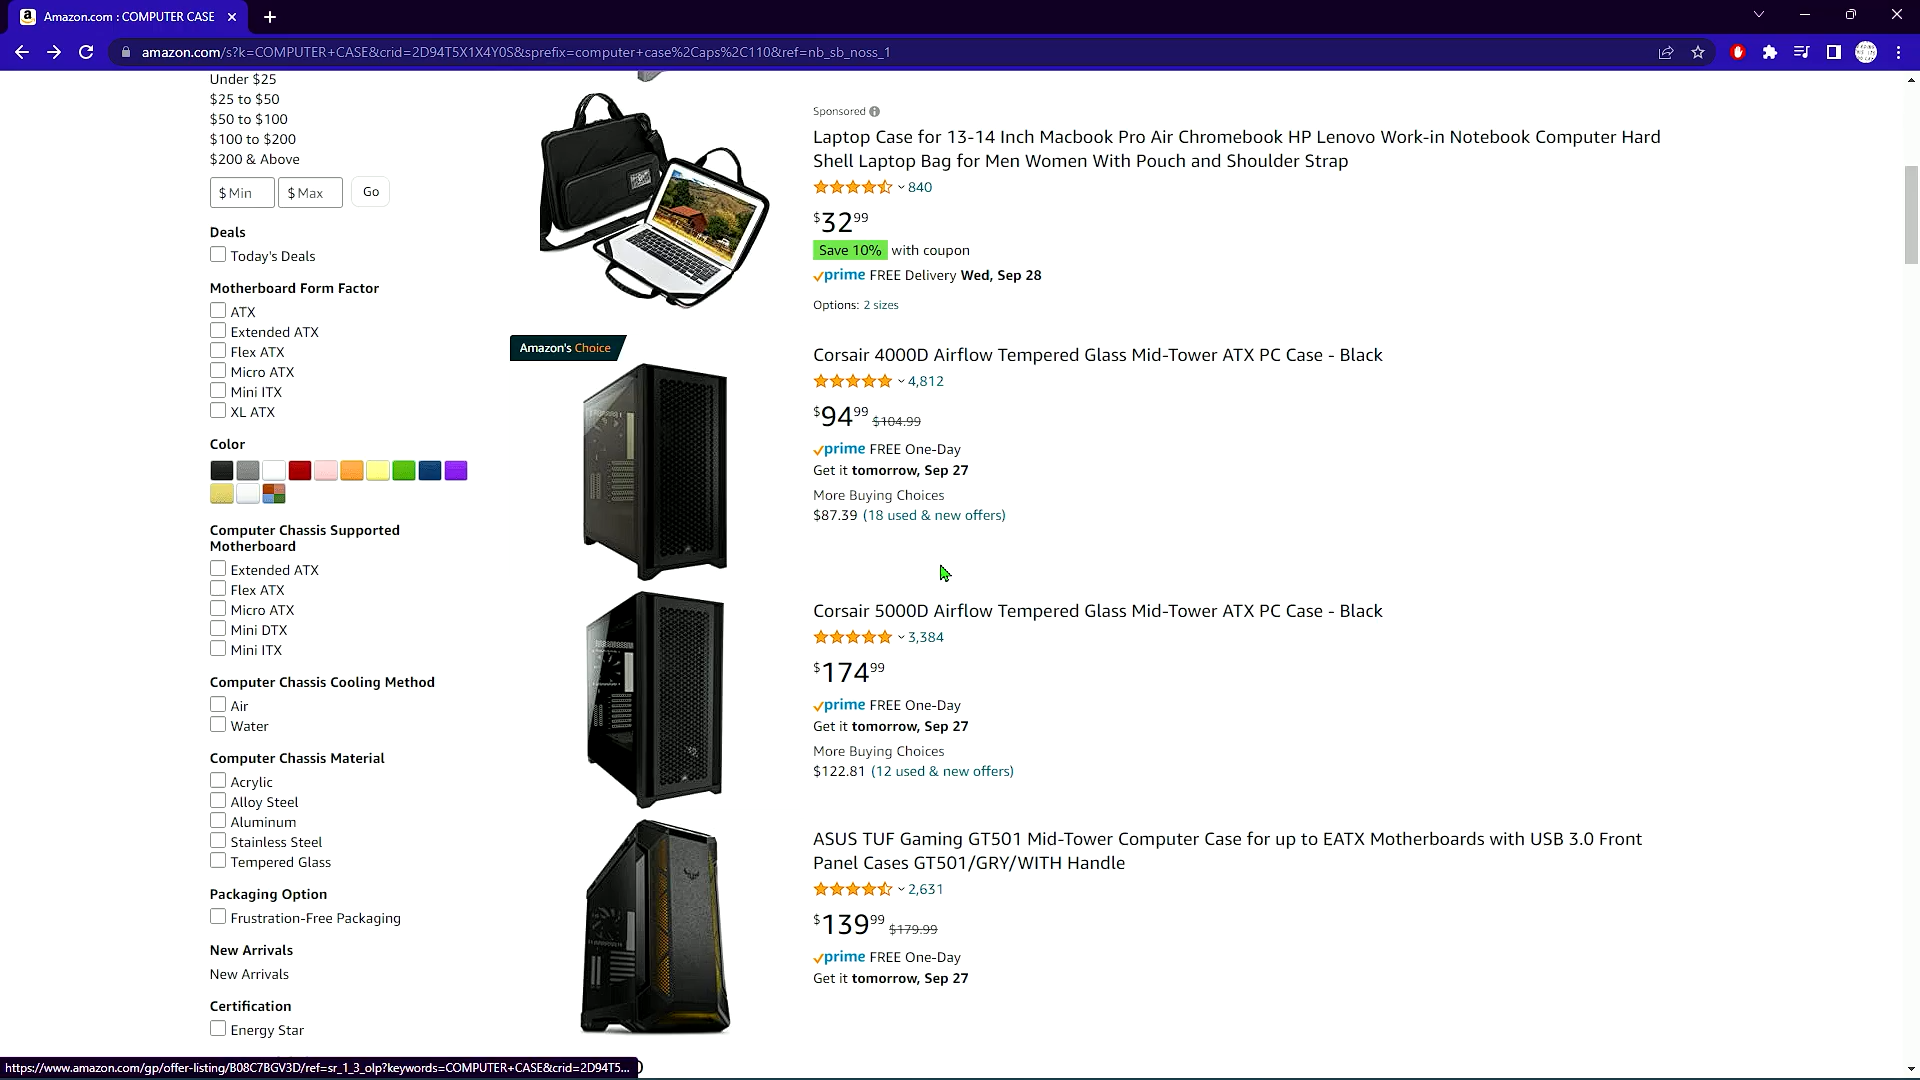 Amazon.com : COMPUTER CASE
amazon.com/s?k=COMPUTER+CASE&crid=2D94T5X1X4Y0S&sprefix=computer+case%2Caps%2C110&ref=nb_sb_noss_1
Under $25
$25 to $50
$50 to $100
$100 to $200
$200 & Above
$ Min
$ Max
Go
Deals
Today's Deals
Motherboard Form Factor
ATX
Extended ATX
Flex ATX
Micro ATX
Mini ITX
XL ATX
Color
Computer Chassis Supported
Motherboard
Extended ATX
Flex ATX
Micro ATX
Mini DTX
Mini ITX
Computer Chassis Cooling Method
Air
Water
Computer Chassis Material
Acrylic
Alloy Steel
Aluminum
Stainless Steel
Tempered Glass
Packaging Option
Frustration-Free Packaging
New Arrivals
New Arrivals
Certification
Energy Star
Sponsored
Laptop Case for 13-14 Inch Macbook Pro Air Chromebook HP Lenovo Work-in Notebook Computer Hard
Shell Laptop Bag for Men Women With Pouch and Shoulder Strap
840
$32 99
Save 10% with coupon
prime FREE Delivery Wed, Sep 28
Options: 2 sizes
Amazon's Choice
Corsair 4000D Airflow Tempered Glass Mid-Tower ATX PC Case - Black
4,812
$94 99 $104.99
prime FREE One-Day
Get it tomorrow, Sep 27
More Buying Choices
$87.39 (18 used & new offers)
Corsair 5000D Airflow Tempered Glass Mid-Tower ATX PC Case - Black
3,384
$174 99
prime FREE One-Day
Get it tomorrow, Sep 27
More Buying Choices
$122.81 (12 used & new offers)
ASUS TUF Gaming GT501 Mid-Tower Computer Case for up to EATX Motherboards with USB 3.0 Front
Panel Cases GT501/GRY/WITH Handle
2,631
$139 99 $179.99
prime FREE One-Day
Get it tomorrow, Sep 27
https://www.amazon.com/gp/offer-listing/B08C7BGV3D/ref=sr_1_3_olp?keywords=COMPUTER+CASE&crid=2D94T5...